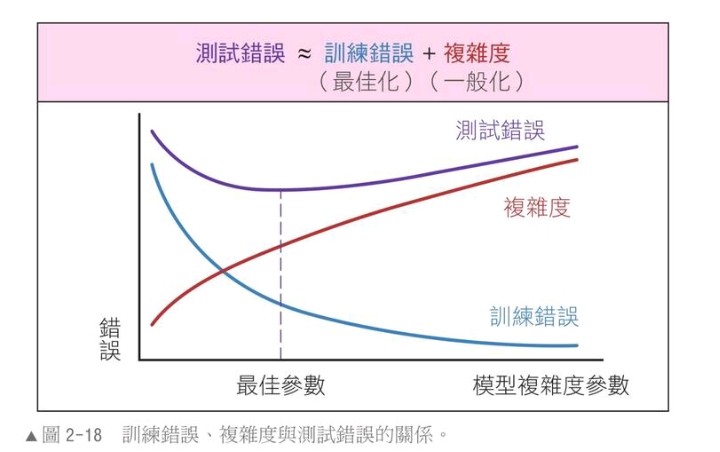 測試錯誤 ≈ 訓練錯誤 + 複雜度
（最佳化）（一般化）
測試錯誤
複雜度
訓練錯誤
錯誤
最佳參數 模型複雜度參數
▲圖 2-18 訓練錯誤、複雜度與測試錯誤的關係。